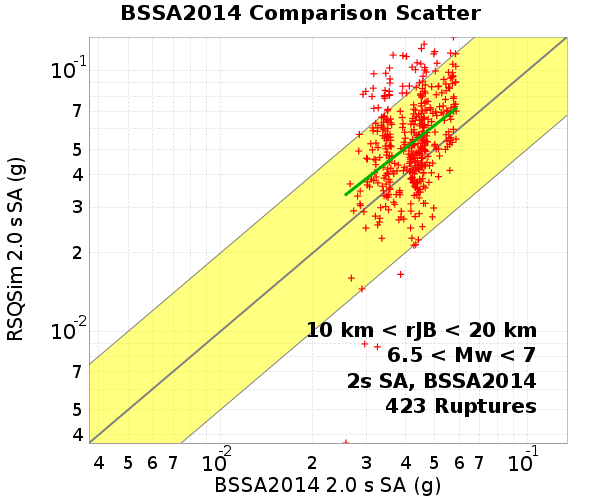 BSSA2014 Comparison Scatter
RSQSim 2.0 s SA (g)
10⁻¹
7
5
4
3
2
10⁻²
7
5
4
10 km < rJB < 20 km
6.5 < Mw < 7
2s SA, BSSA2014
423 Ruptures
4 5 6 7 10⁻² 2 3 4 5 6 7 10⁻¹
BSSA2014 2.0 s SA (g)